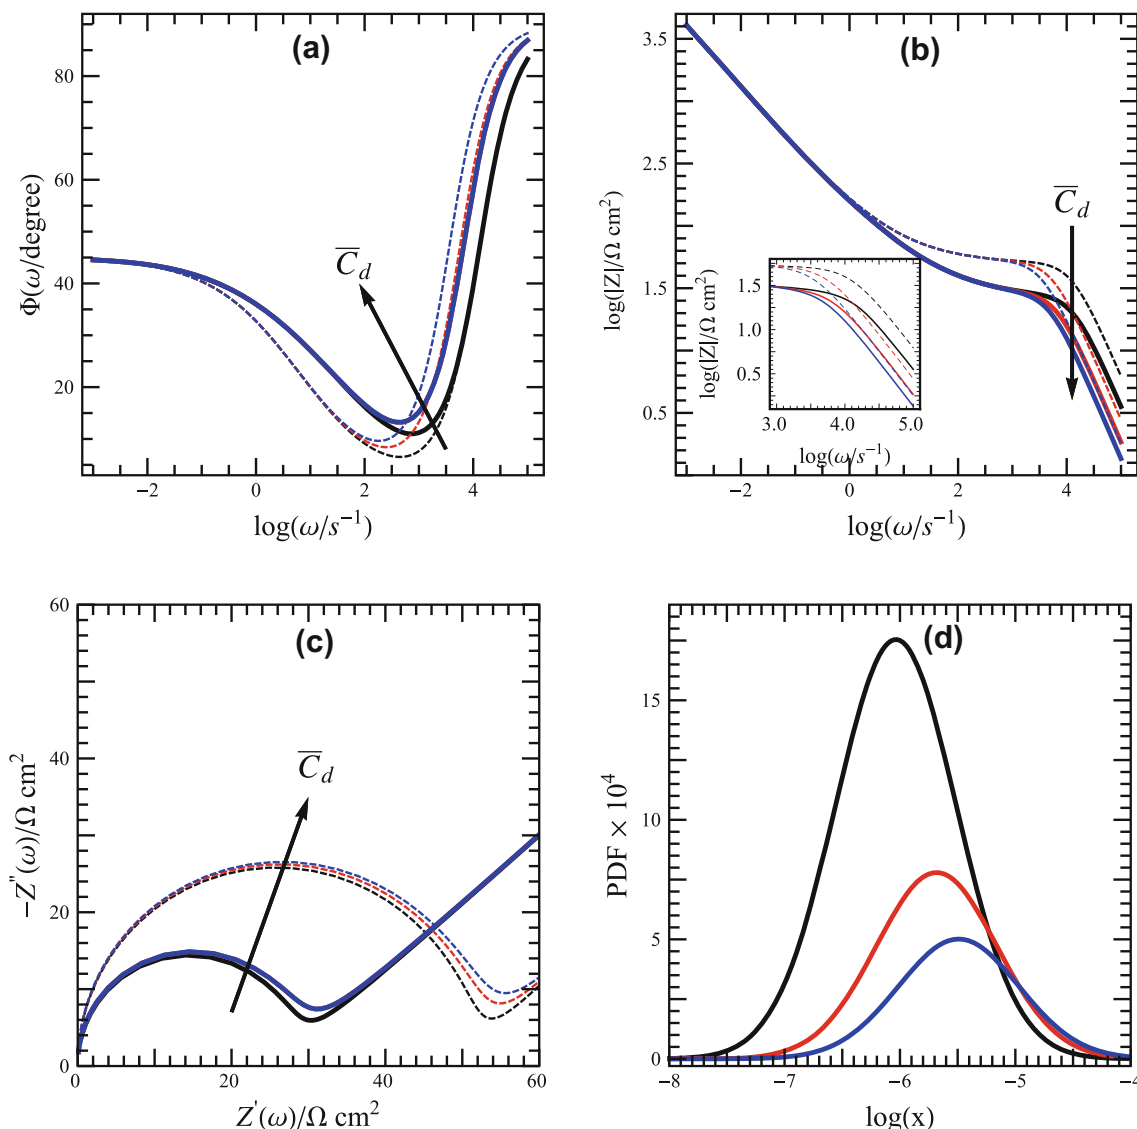 (a)
80
60
40
20
Φ(ω/degree)
C̅d
−2
0
2
4
log(ω/s−1)
(b)
3.5
2.5
1.5
0.5
log(|Z|/Ω cm2)
C̅d
1.5
1.0
0.5
log(|Z|/Ω cm2)
3.0
4.0
5.0
log(ω/s−1)
−2
0
2
4
log(ω/s−1)
(c)
60
40
20
0
−Z''(ω)/Ω cm2
C̅d
0
20
40
60
Z'(ω)/Ω cm2
(d)
15
10
5
0
PDF × 104
−8
−7
−6
−5
−4
log(x)